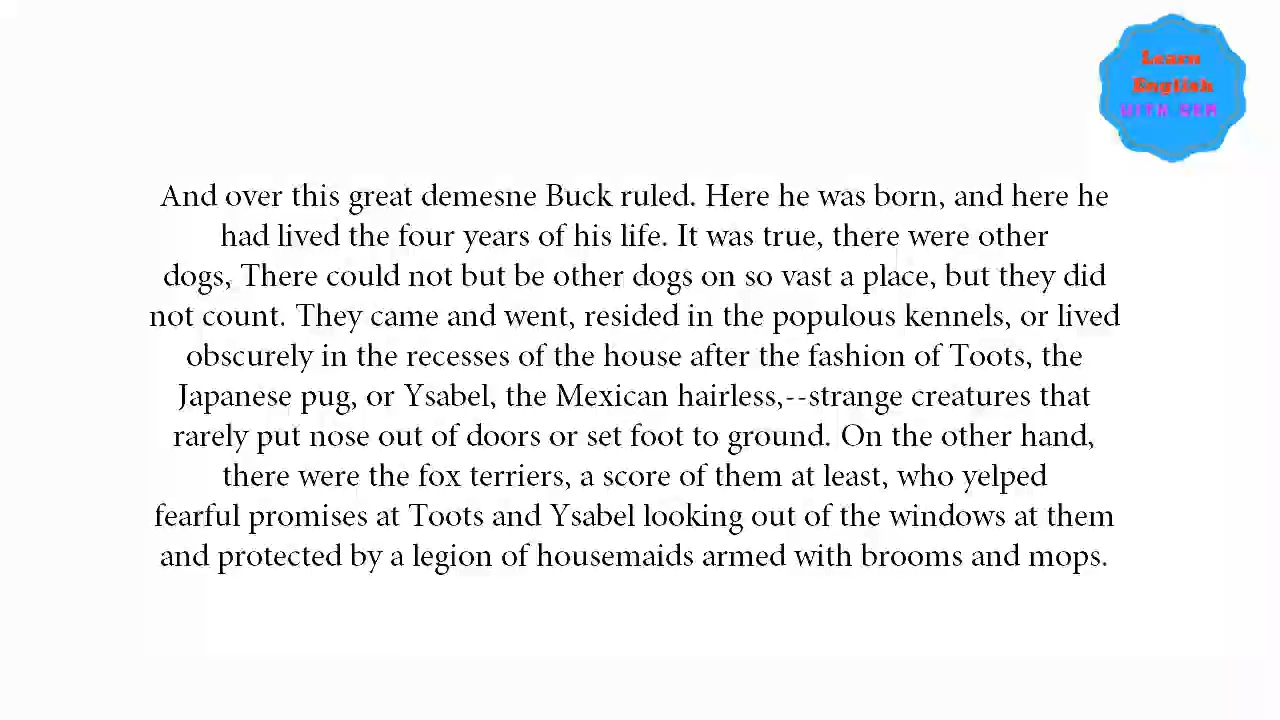 Learn
English
And over this great demesne Buck ruled. Here he was born, and here he
had lived the four years of his life. It was true, there were other
dogs, There could not but be other dogs on so vast a place, but they did
not count. They came and went, resided in the populous kennels, or lived
obscurely in the recesses of the house after the fashion of Toots, the
Japanese pug, or Ysabel, the Mexican hairless,--strange creatures that
rarely put nose out of doors or set foot to ground. On the other hand,
there were the fox terriers, a score of them at least, who yelped
fearful promises at Toots and Ysabel looking out of the windows at them
and protected by a legion of housemaids armed with brooms and mops.